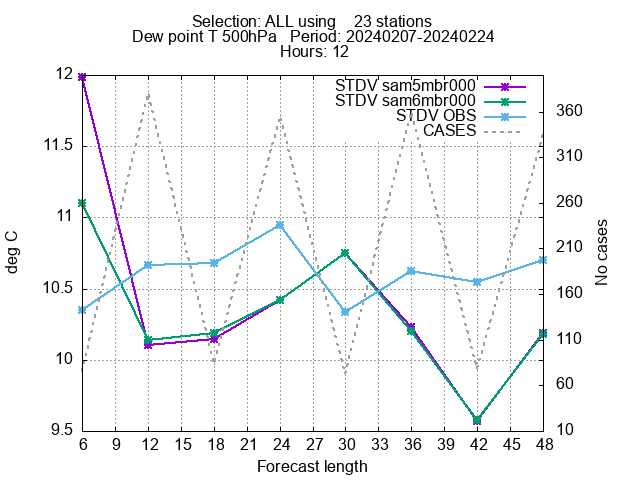 Selection: ALL using    23 stations
Dew point T 500hPa   Period: 20240207-20240224
Hours: 12
STDV sam5mbr000
STDV sam6mbr000
STDV OBS
CASES
deg C
12
11.5
11
10.5
10
9.5
No cases
360
310
260
210
160
110
60
10
6 9 12 15 18 21 24 27 30 33 36 39 42 45 48
Forecast length